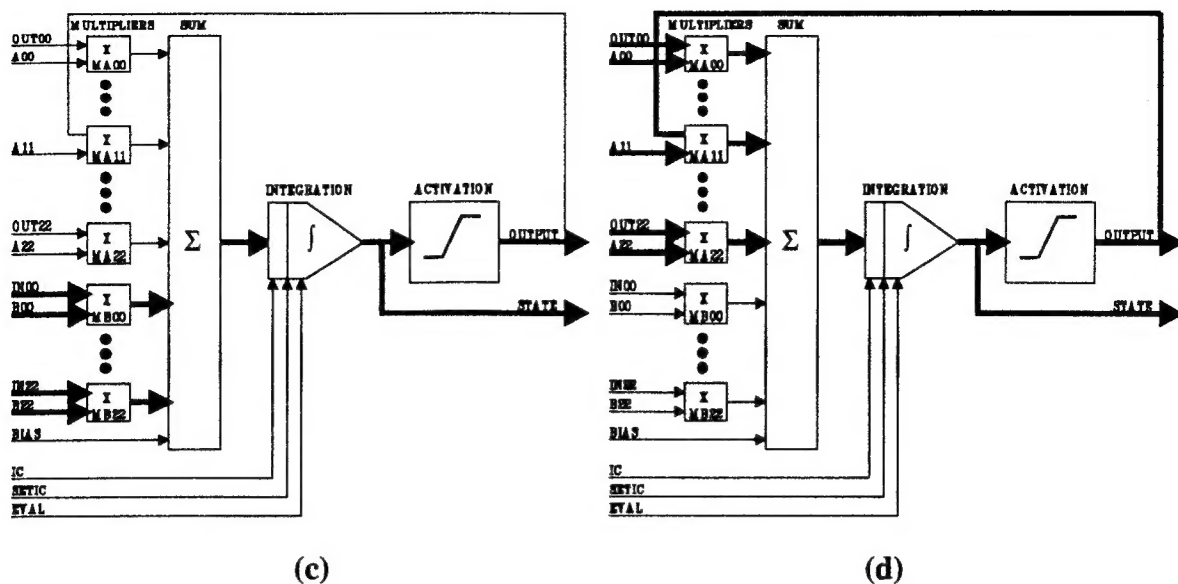 MULTIPLIERS SUM
OUT00
A00
X
MA00
X
A11
MA11
INTEGRATION ACTIVATION
OUT22
X
A22
MA22
Σ
∫
OUTPUT
IN00
X
B00
MB00
STATE
IN22
X
B22
MB22
BIAS
IC
SETIC
EVAL
(c)
MULTIPLIERS SUM
OUT00
A00
X
MA00
X
A11
MA11
INTEGRATION ACTIVATION
OUT22
X
A22
MA22
Σ
∫
OUTPUT
IN00
X
B00
MB00
STATE
IN22
X
B22
MB22
BIAS
IC
SETIC
EVAL
(d)